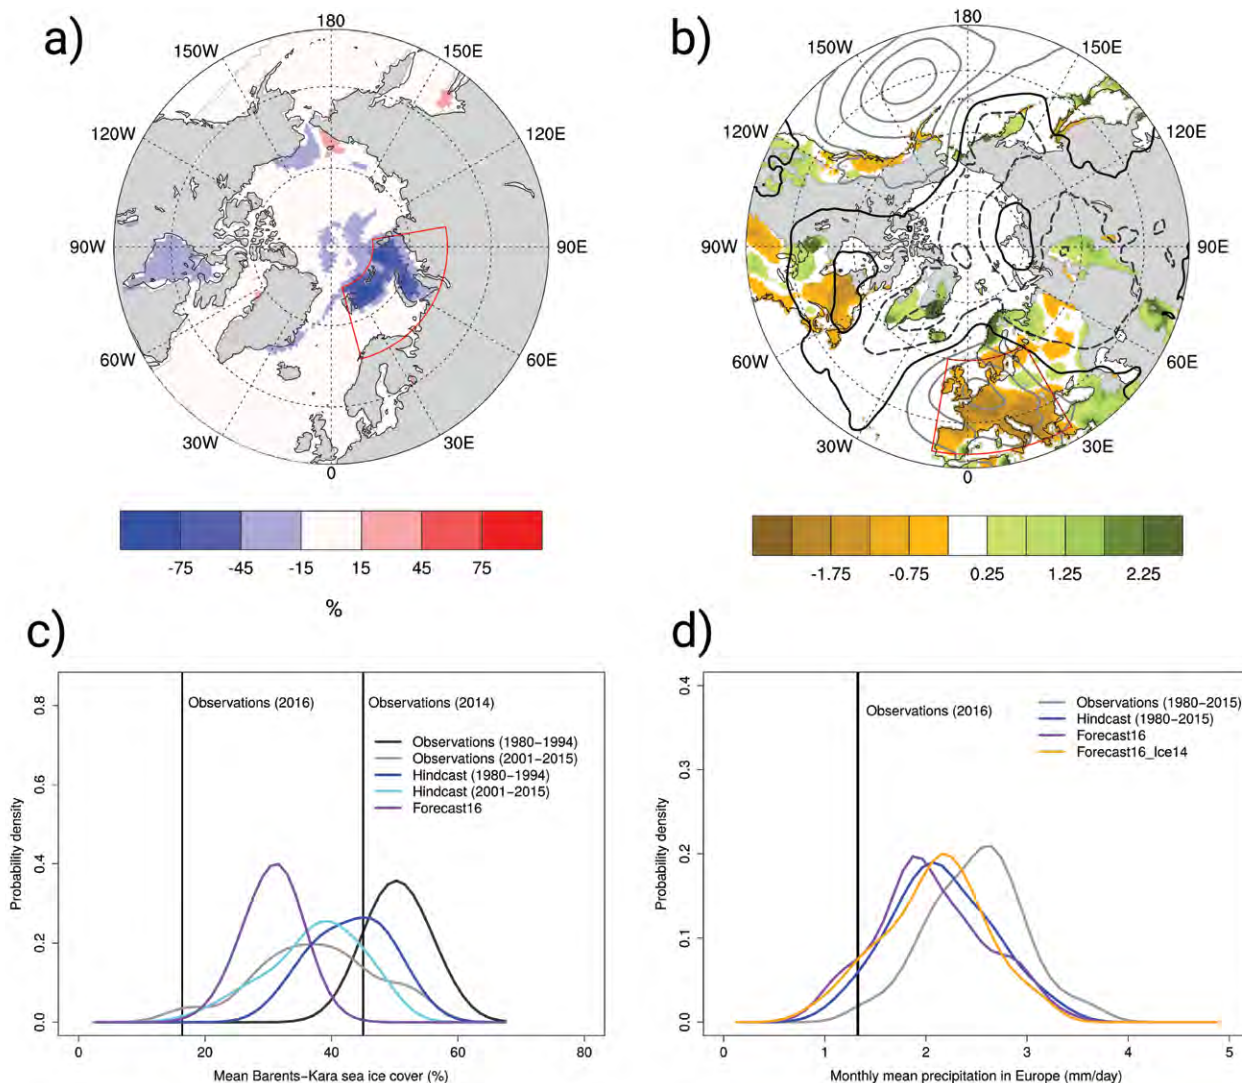 a)
180
150W
150E
120W
120E
90W
90E
60W
60E
30W
30E
0
-75
-45
-15
15
45
75
%
b)
180
150W
150E
120W
120E
90W
90E
60W
60E
30W
30E
0
-1.75
-0.75
0.25
1.25
2.25
c)
Observations (2016)
Observations (2014)
Observations (1980−1994)
Observations (2001−2015)
Hindcast (1980−1994)
Hindcast (2001−2015)
Forecast16
Probability density
0.0
0.2
0.4
0.6
0.8
0
20
40
60
80
Mean Barents−Kara sea ice cover (%)
d)
Observations (2016)
Observations (1980−2015)
Hindcast (1980−2015)
Forecast16
Forecast16_Ice14
Probability density
0.0
0.1
0.2
0.3
0.4
0
1
2
3
4
5
Monthly mean precipitation in Europe (mm/day)